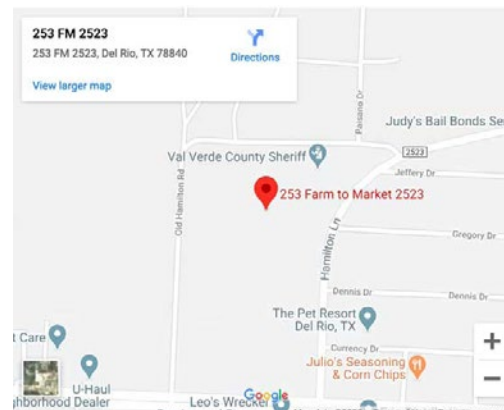 253 FM 2523
253 FM 2523, Del Rio, TX 78840
Directions
View larger map
Paisano Dr
Judy's Bail Bonds Se
Val Verde County Sheriff
2523
Jeffery Dr
Old Hamilton Rd
253 Farm to Market 2523
Hamilton Ln
Gregory Dr
Dennis Dr
Dennis Dr
The Pet Resort
Del Rio, TX
Currency Dr
t Care
Julio's Seasoning
& Corn Chips
U-Haul
ghborhood Dealer
Google
Leo's Wrecker
+
−